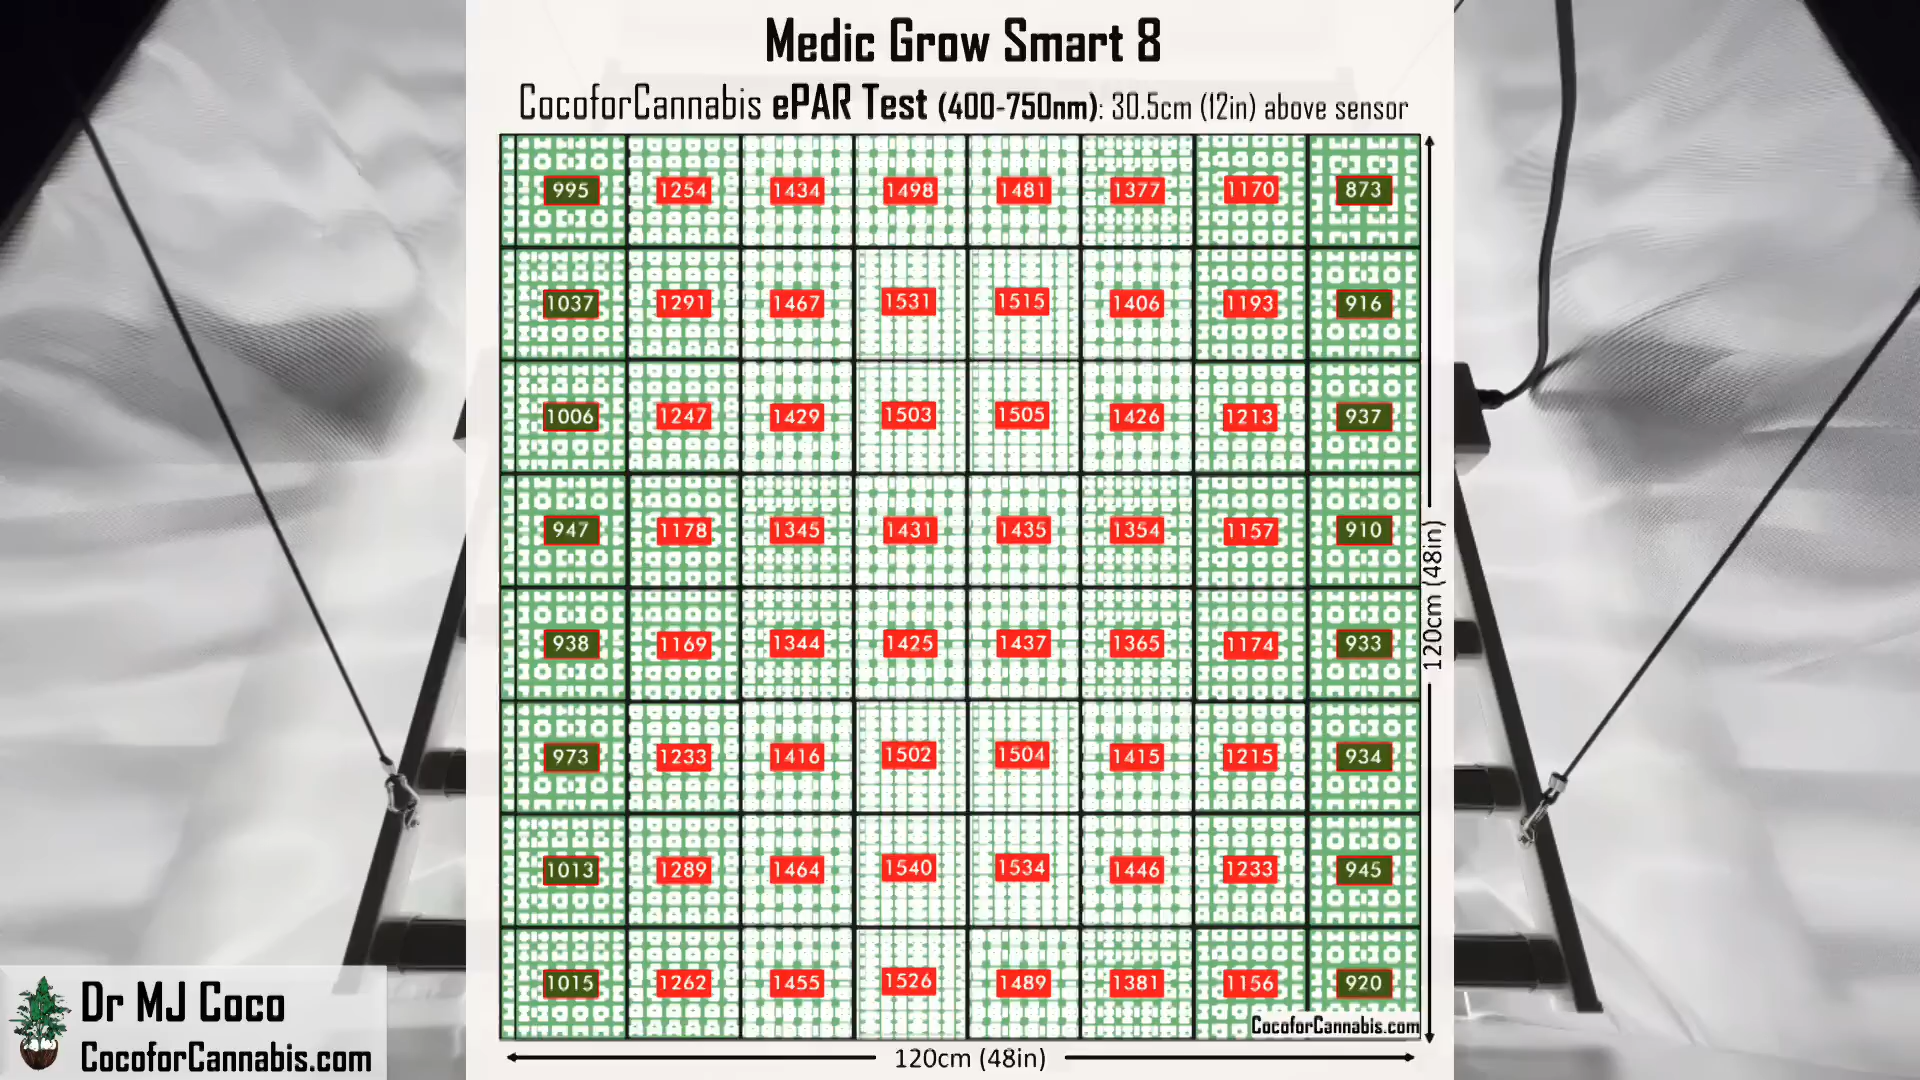 Medic Grow Smart 8
CocoforCannabis ePAR Test (400-750nm): 30.5cm (12in) above sensor
995 1254 1434 1498 1481 1377 1170 873
1037 1291 1467 1531 1515 1406 1193 916
1006 1247 1429 1503 1505 1426 1213 937
947 1178 1345 1431 1435 1354 1157 910
938 1169 1344 1425 1437 1365 1174 933
973 1233 1416 1502 1504 1415 1215 934
1013 1289 1464 1540 1534 1446 1233 945
1015 1262 1455 1526 1489 1381 1156 920
120cm (48in)
CocoforCannabis.com
120cm (48in)
Dr MJ Coco
CocoforCannabis.com